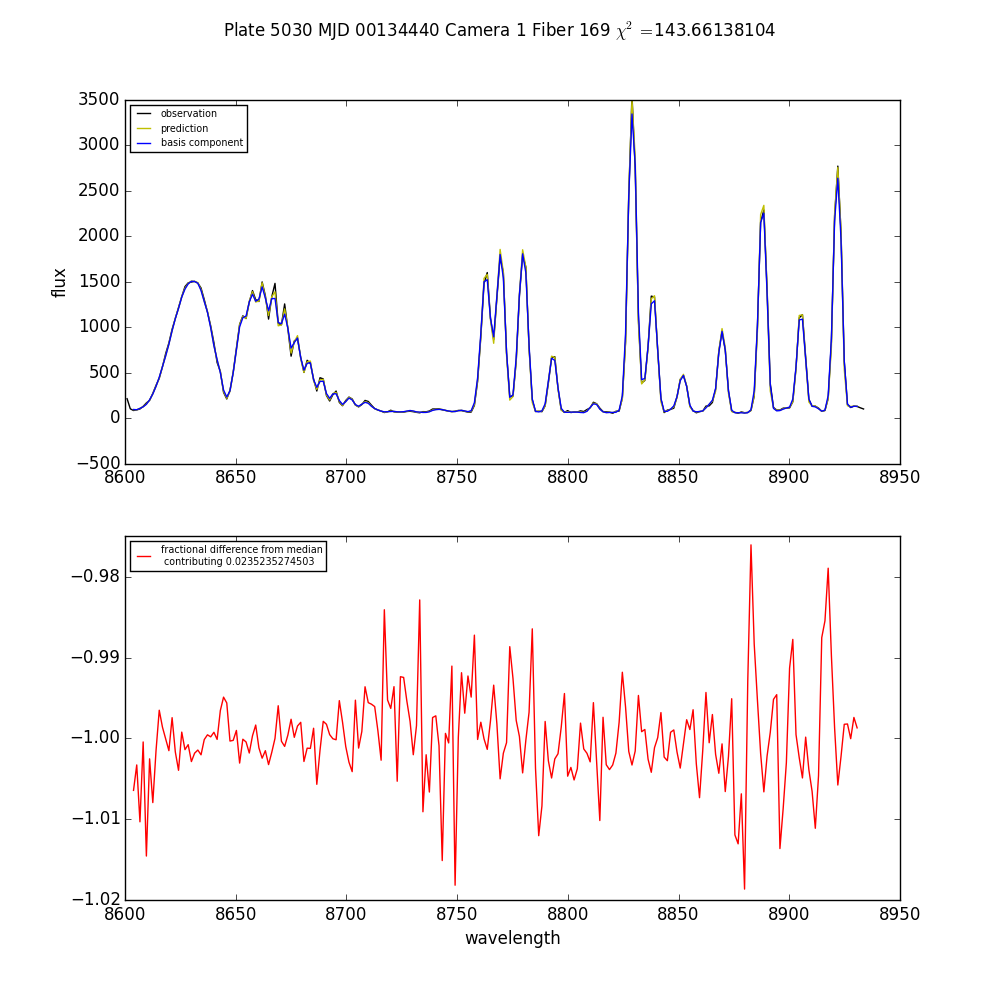 Plate 5030 MJD 00134440 Camera 1 Fiber 169 χ² =143.66138104
3500
3000
2500
2000
1500
1000
500
0
−500
flux
observation
prediction
basis component
8600 8650 8700 8750 8800 8850 8900 8950
−0.98
−0.99
−1.00
−1.01
−1.02
fractional difference from median
contributing 0.0235235274503
8600 8650 8700 8750 8800 8850 8900 8950
wavelength